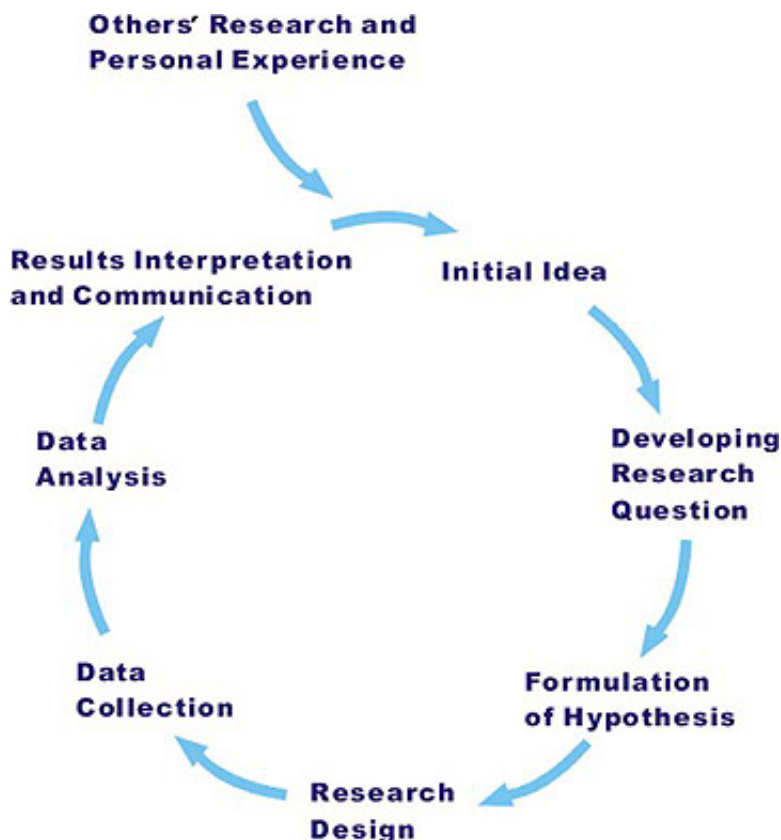 Others’ Research and
Personal Experience
Initial Idea
Developing
Research
Question
Formulation
of Hypothesis
Research
Design
Data
Collection
Data
Analysis
Results Interpretation
and Communication